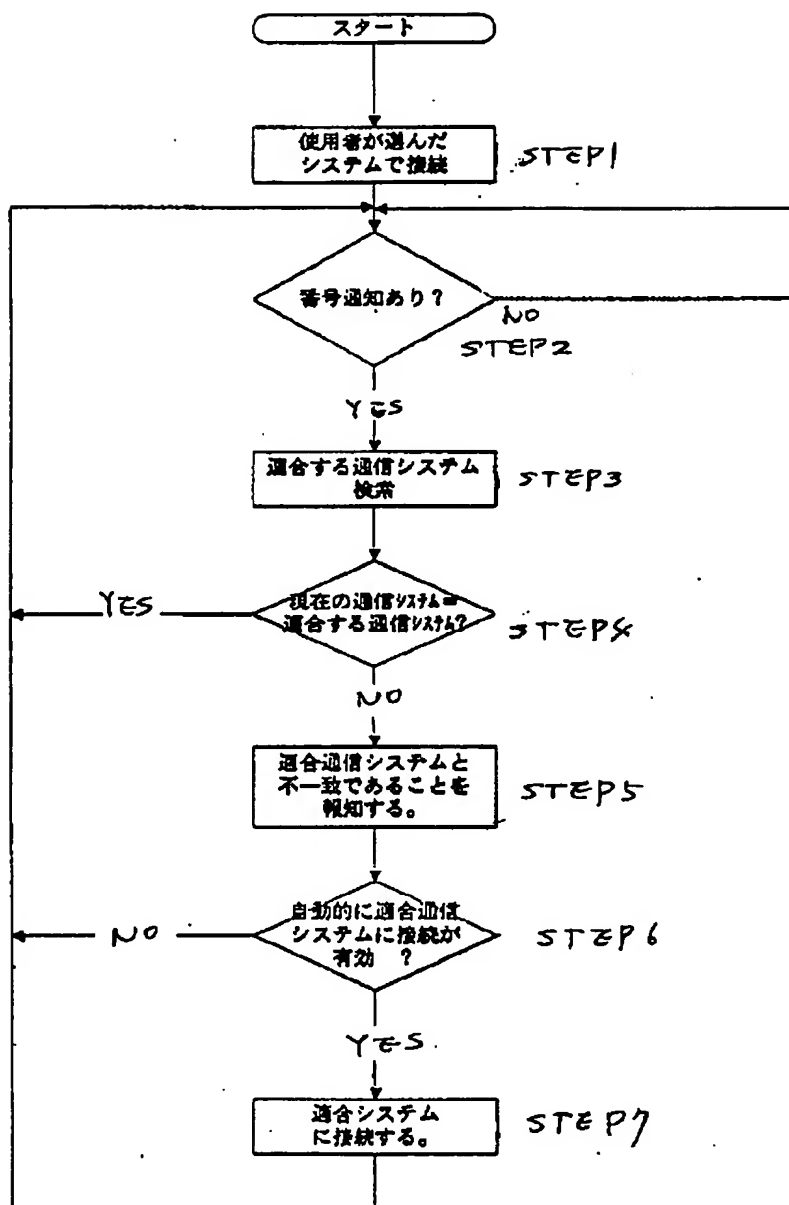 スタート
使用者が選んだ
システムで接続
STEP1
番号通知あり?
NO
STEP2
YES
適合する通信システム
検索
STEP3
現在の通信システム=
適合する通信システム?
YES
STEP4
NO
適合通信システムと
不一致であることを
報知する。
STEP5
自動的に適合通信
システムに接続が
有効 ?
NO
STEP6
YES
適合システム
に接続する。
STEP7